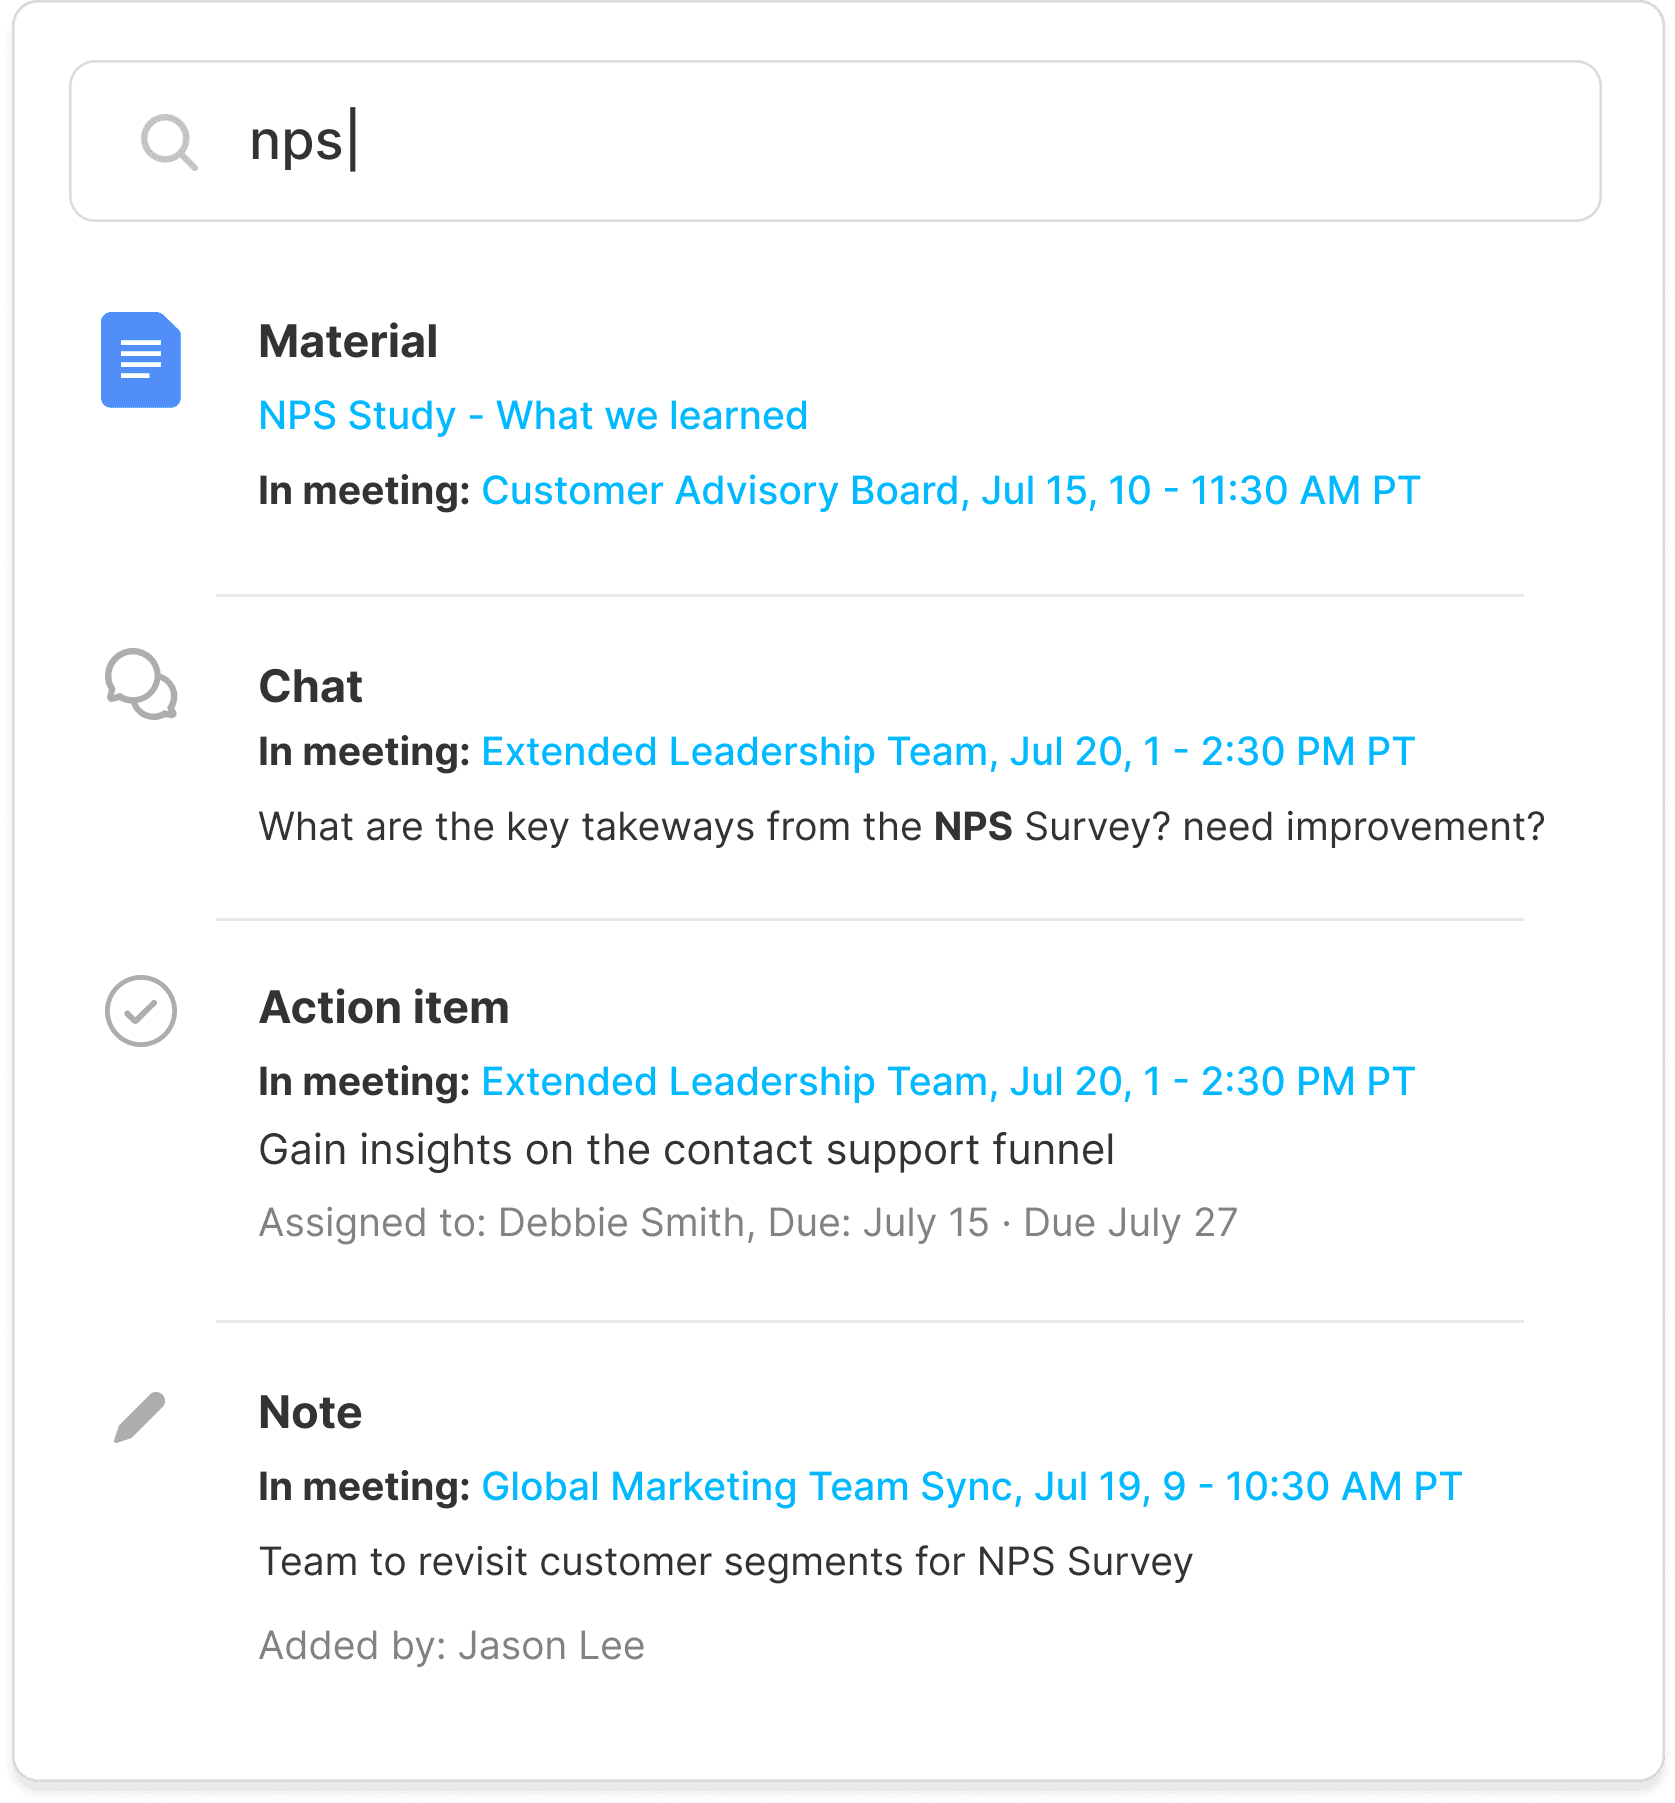 nps
Material
NPS Study - What we learned
In meeting: Customer Advisory Board, Jul 15, 10 - 11:30 AM PT
Chat
In meeting: Extended Leadership Team, Jul 20, 1 - 2:30 PM PT
What are the key takeways from the NPS Survey? need improvement?
Action item
In meeting: Extended Leadership Team, Jul 20, 1 - 2:30 PM PT
Gain insights on the contact support funnel
Assigned to: Debbie Smith, Due: July 15 · Due July 27
Note
In meeting: Global Marketing Team Sync, Jul 19, 9 - 10:30 AM PT
Team to revisit customer segments for NPS Survey
Added by: Jason Lee